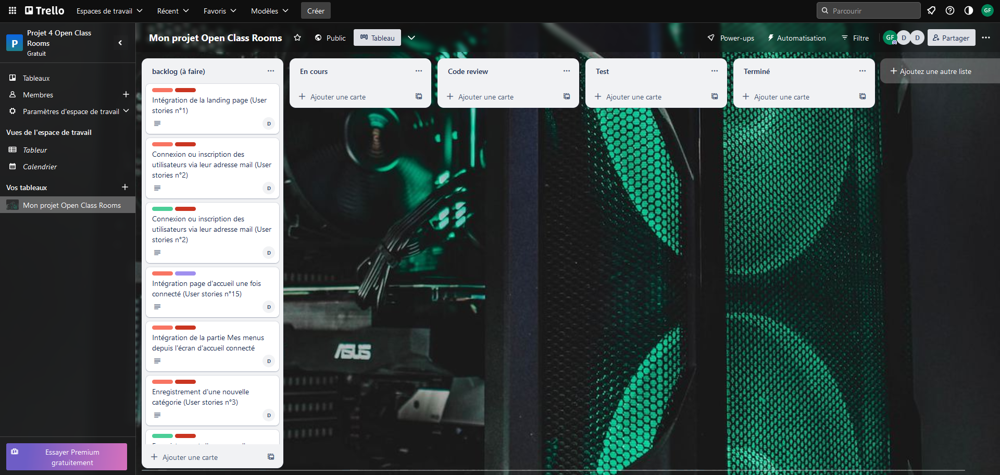 Trello
Espaces de travail
Récent
Favoris
Modèles
Créer
Parcourir
GF
P
Projet 4 Open Class
Rooms
Gratuit
Mon projet Open Class Rooms
Public
Tableau
Power-ups
Automatisation
Filtre
GF
D
D
Partager
Tableaux
Membres
Paramètres d'espace de travail
Vues de l'espace de travail
Tableur
Calendrier
Vos tableaux
Mon projet Open Class Rooms
Essayer Premium
gratuitement
backlog (à faire)
Intégration de la landing page (User
stories n°1)
D
Connexion ou inscription des
utilisateurs via leur adresse mail (User
stories n°2)
D
Connexion ou inscription des
utilisateurs via leur adresse mail (User
stories n°2)
D
Intégration page d'accueil une fois
connecté (User stories n°15)
D
Intégration de la partie Mes menus
depuis l'écran d'accueil connecté
D
Enregistrement d'une nouvelle
catégorie (User stories n°3)
D
Ajouter une carte
En cours
Ajouter une carte
Code review
Ajouter une carte
Test
Ajouter une carte
Terminé
Ajouter une carte
Ajoutez une autre liste
ASUS